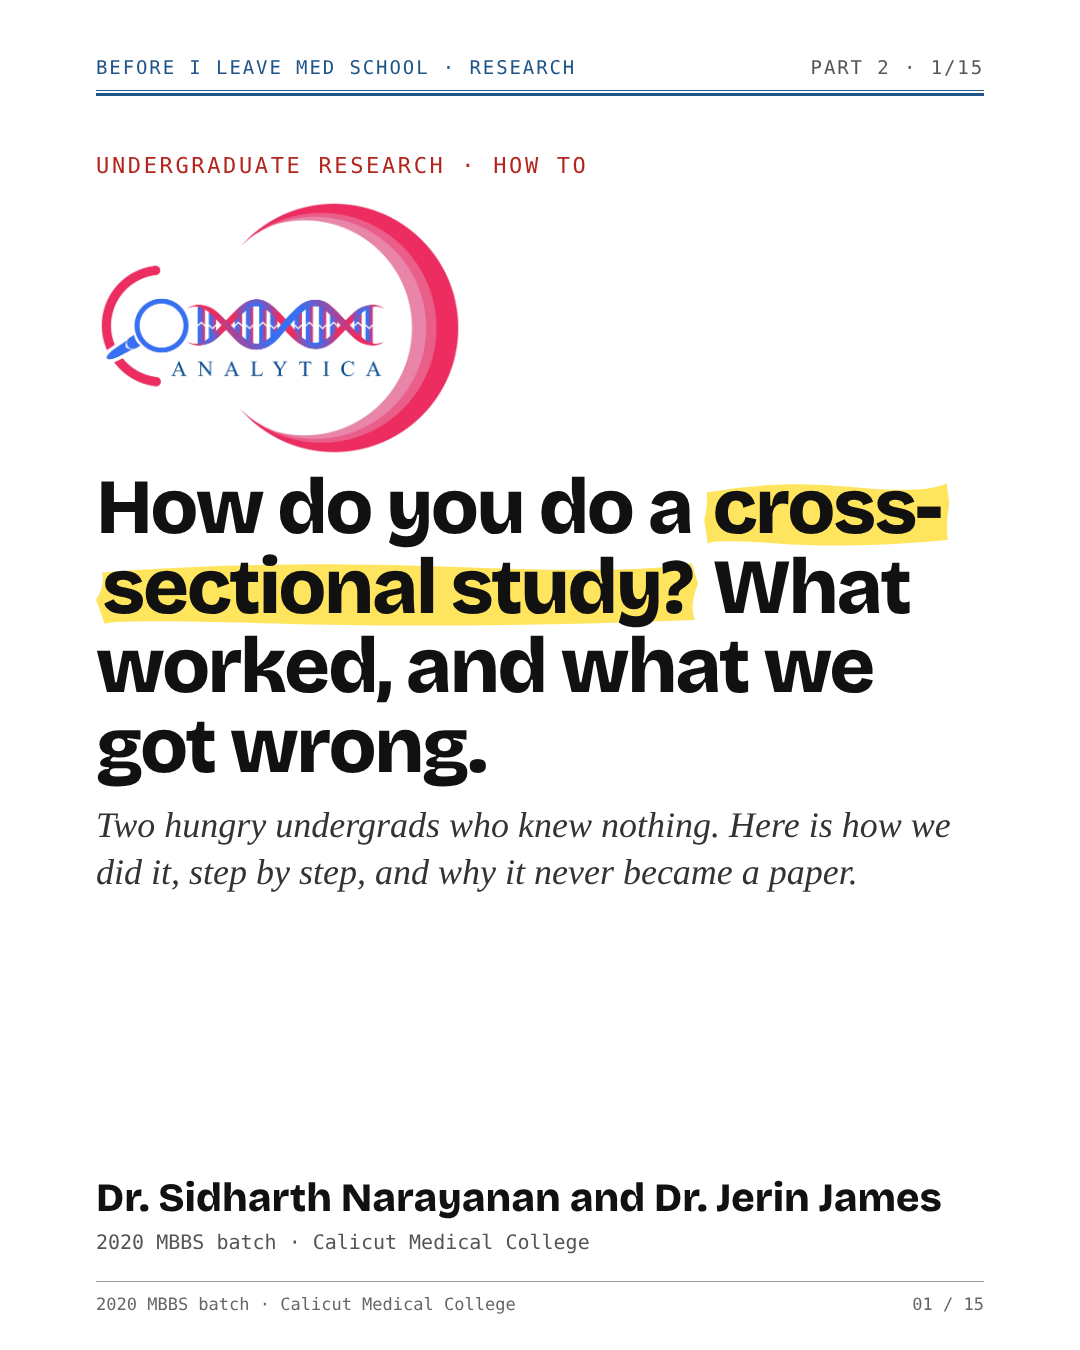 BEFORE I LEAVE MED SCHOOL · RESEARCH
PART 2 · 1/15
UNDERGRADUATE RESEARCH · HOW TO
ANALYTICA
How do you do a cross-
sectional study? What
worked, and what we
got wrong.
Two hungry undergrads who knew nothing. Here is how we
did it, step by step, and why it never became a paper.
Dr. Sidharth Narayanan and Dr. Jerin James
2020 MBBS batch · Calicut Medical College
2020 MBBS batch · Calicut Medical College
01 / 15